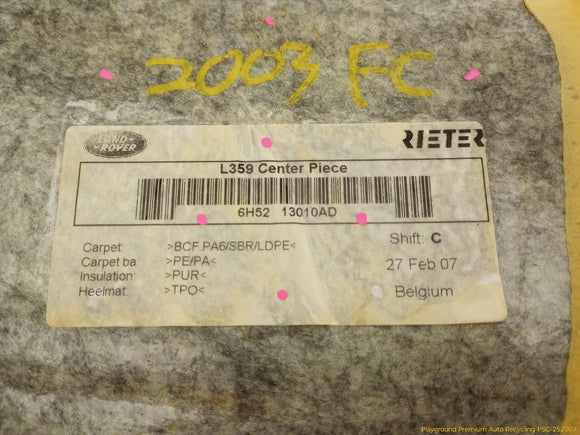 2003 FC
LAND
ROVER
RIETER
L359 Center Piece
6H52 13010AD
Carpet: >BCF.PA6/SBR/LDPE<
Carpet ba: >PE/PA<
Insulation: >PUR<
Heelmat: >TPO<
Shift: C
27 Feb 07
Belgium
Playground Premium Auto Recycling-PSC-252003